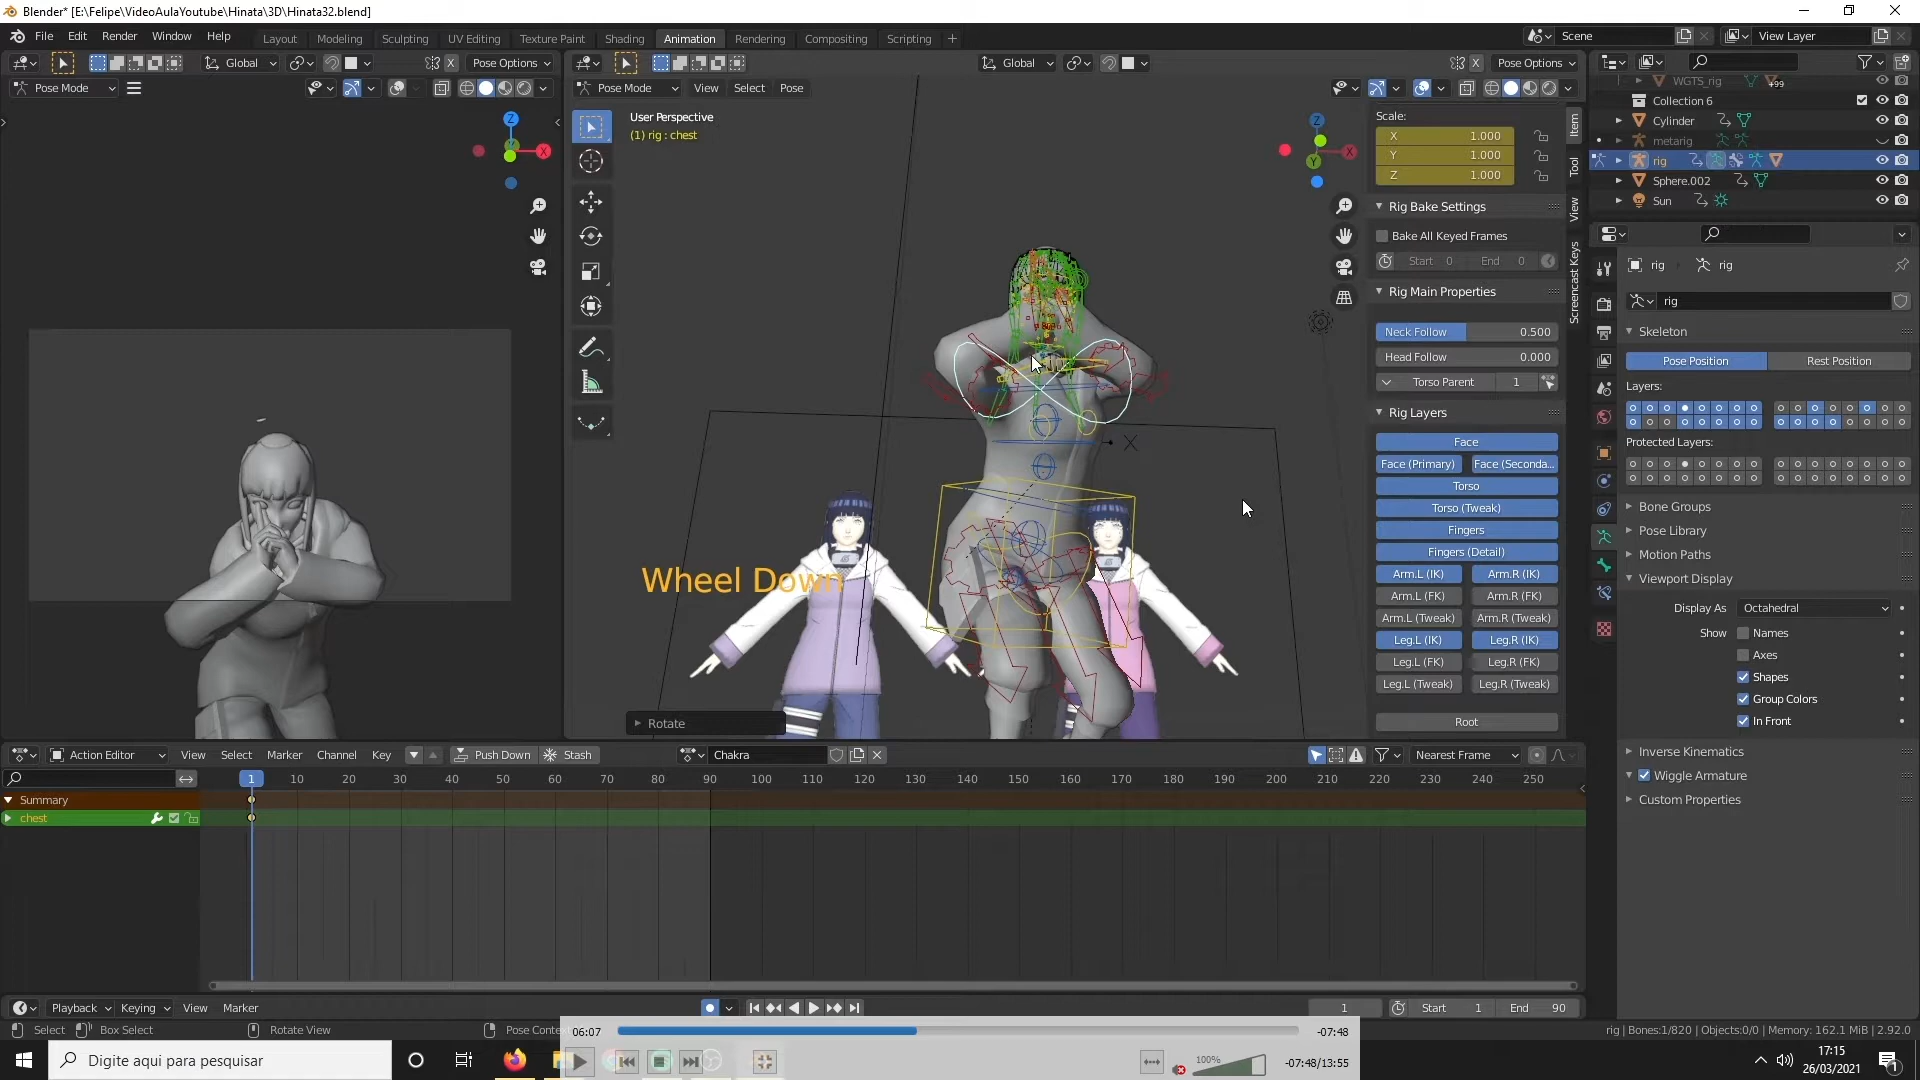 Blender* [E:\Felipe\VideoAulaYoutube\Hinata\3D\Hinata32.blend]
File Edit Render Window Help
Layout Modeling Sculpting UV Editing Texture Paint Shading Animation Rendering Compositing Scripting
Scene View Layer
Global X Pose Options
Global X Pose Options
Pose Mode
Pose Mode View Select Pose
User Perspective
(1) rig : chest
Z
X
Z
Y
X
Scale:
X 1.000
Y 1.000
Z 1.000
Rig Bake Settings
Bake All Keyed Frames
Start 0 End 0
Rig Main Properties
Neck Follow 0.500
Head Follow 0.000
Torso Parent 1
Rig Layers
Face
Face (Primary) Face (Seconda...
Torso
Torso (Tweak)
Fingers
Fingers (Detail)
Arm.L (IK) Arm.R (IK)
Arm.L (FK) Arm.R (FK)
Arm.L (Tweak) Arm.R (Tweak)
Leg.L (IK) Leg.R (IK)
Leg.L (FK) Leg.R (FK)
Leg.L (Tweak) Leg.R (Tweak)
Root
Item
Tool
View
Screencast Keys
WGTS_rig +99
Collection 6
Cylinder
metarig
rig
Sphere.002
Sun
rig rig
rig
Skeleton
Pose Position Rest Position
Layers:
Protected Layers:
Bone Groups
Pose Library
Motion Paths
Viewport Display
Display As Octahedral
Show Names
Axes
Shapes
Group Colors
In Front
Inverse Kinematics
Wiggle Armature
Custom Properties
X
Wheel Down
Rotate
Action Editor View Select Marker Channel Key Push Down Stash Chakra Nearest Frame
1 10 20 30 40 50 60 70 80 90 100 110 120 130 140 150 160 170 180 190 200 210 220 230 240 250
Summary
chest
Playback Keying View Marker 1 Start 1 End 90
Select Box Select Rotate View Pose Conte
rig | Bones:1/820 | Objects:0/0 | Memory: 162.1 MiB | 2.92.0
06:07 -07:48
Digite aqui para pesquisar
100%
-07:48/13:55
17:15
26/03/2021
1